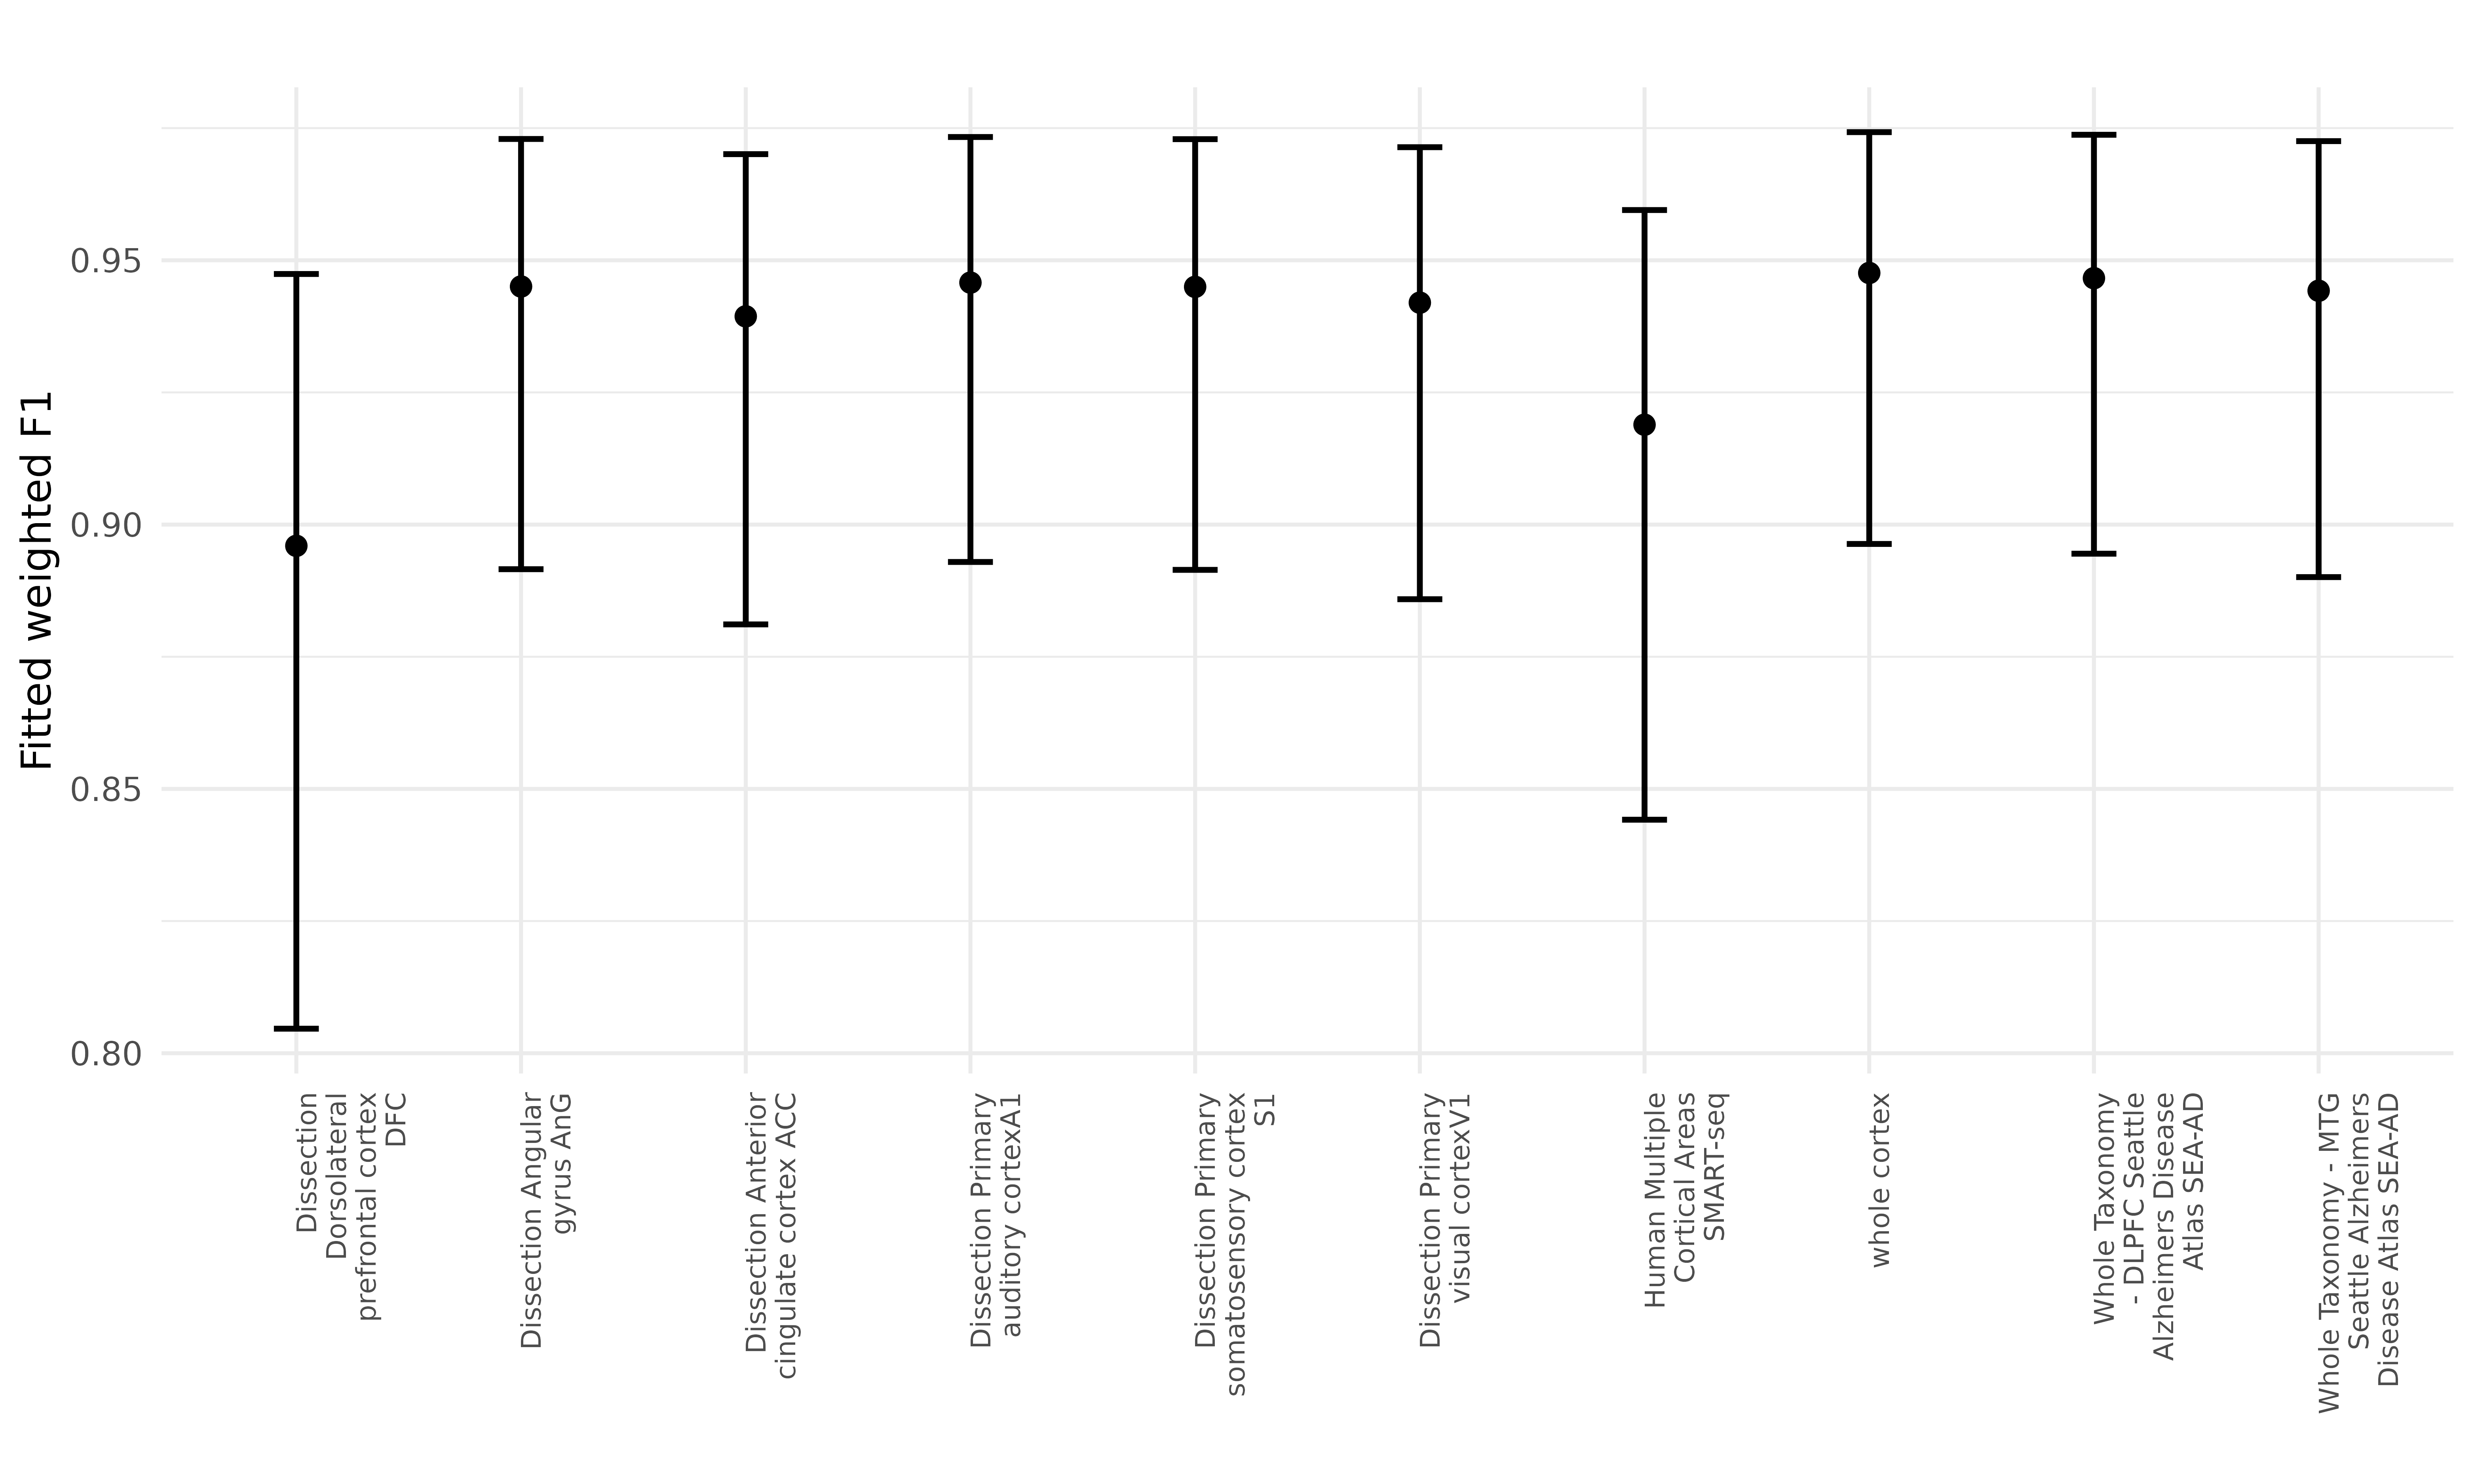 Fitted weighted F1
0.95
0.90
0.85
0.80
Dissection
Dorsolateral
prefrontal cortex
DFC
Dissection Angular
gyrus AnG
Dissection Anterior
cingulate cortex ACC
Dissection Primary
auditory cortexA1
Dissection Primary
somatosensory cortex
S1
Dissection Primary
visual cortexV1
Human Multiple
Cortical Areas
SMART-seq
whole cortex
Whole Taxonomy
- DLPFC Seattle
Alzheimers Disease
Atlas SEA-AD
Whole Taxonomy - MTG
Seattle Alzheimers
Disease Atlas SEA-AD